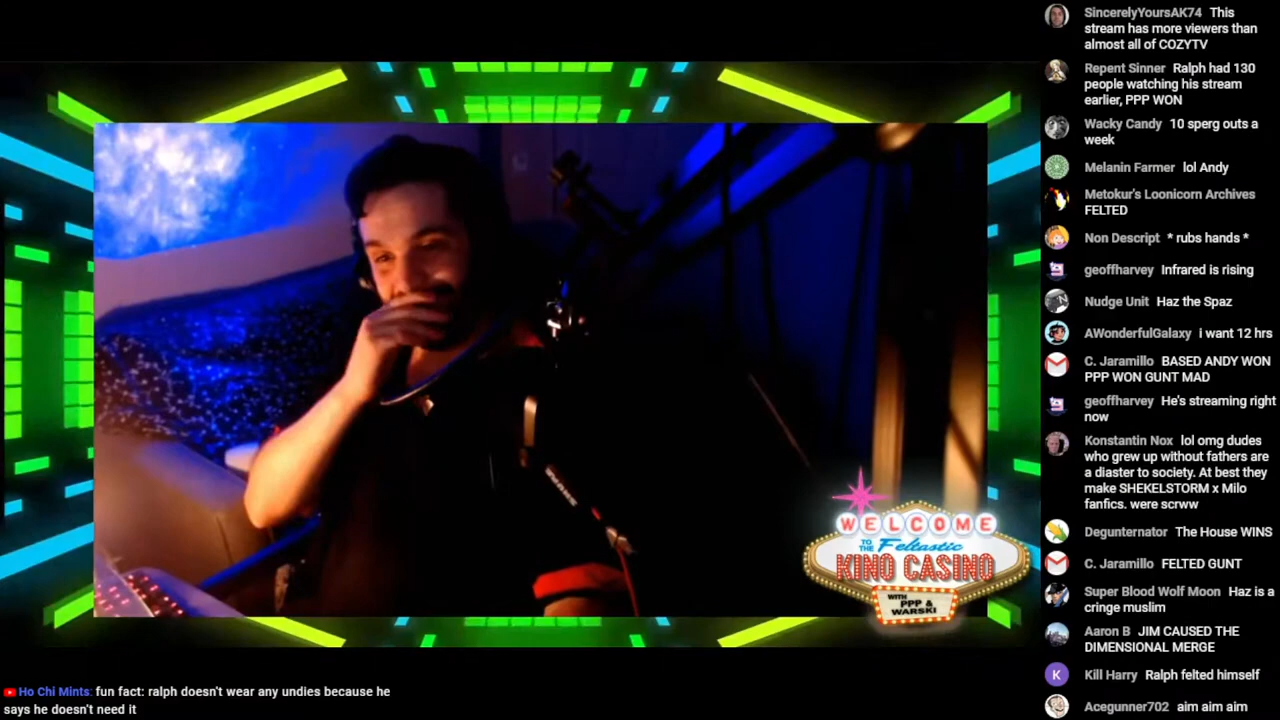 SincerelyYoursAK74 This
stream has more viewers than
almost all of COZYTV
Repent Sinner Ralph had 130
people watching his stream
earlier, PPP WON
Wacky Candy 10 sperg outs a
week
Melanin Farmer lol Andy
Metokur's Loonicorn Archives
FELTED
Non Descript * rubs hands *
geoffharvey Infrared is rising
Nudge Unit Haz the Spaz
AWonderfulGalaxy i want 12 hrs
C. Jaramillo BASED ANDY WON
PPP WON GUNT MAD
geoffharvey He's streaming right
now
Konstantin Nox lol omg dudes
who grew up without fathers are
a diaster to society. At best they
make SHEKELSTORM x Milo
fanfics. were scrww
Degunternator The House WINS
C. Jaramillo FELTED GUNT
Super Blood Wolf Moon Haz is a
cringe muslim
Aaron B JIM CAUSED THE
DIMENSIONAL MERGE
K Kill Harry Ralph felted himself
Acegunner702 aim aim aim
WELCOME
TO THE Feltastic
KINO CASINO
WITH
PPP &
WARSKI
Ho Chi Mints: fun fact: ralph doesn't wear any undies because he
says he doesn't need it